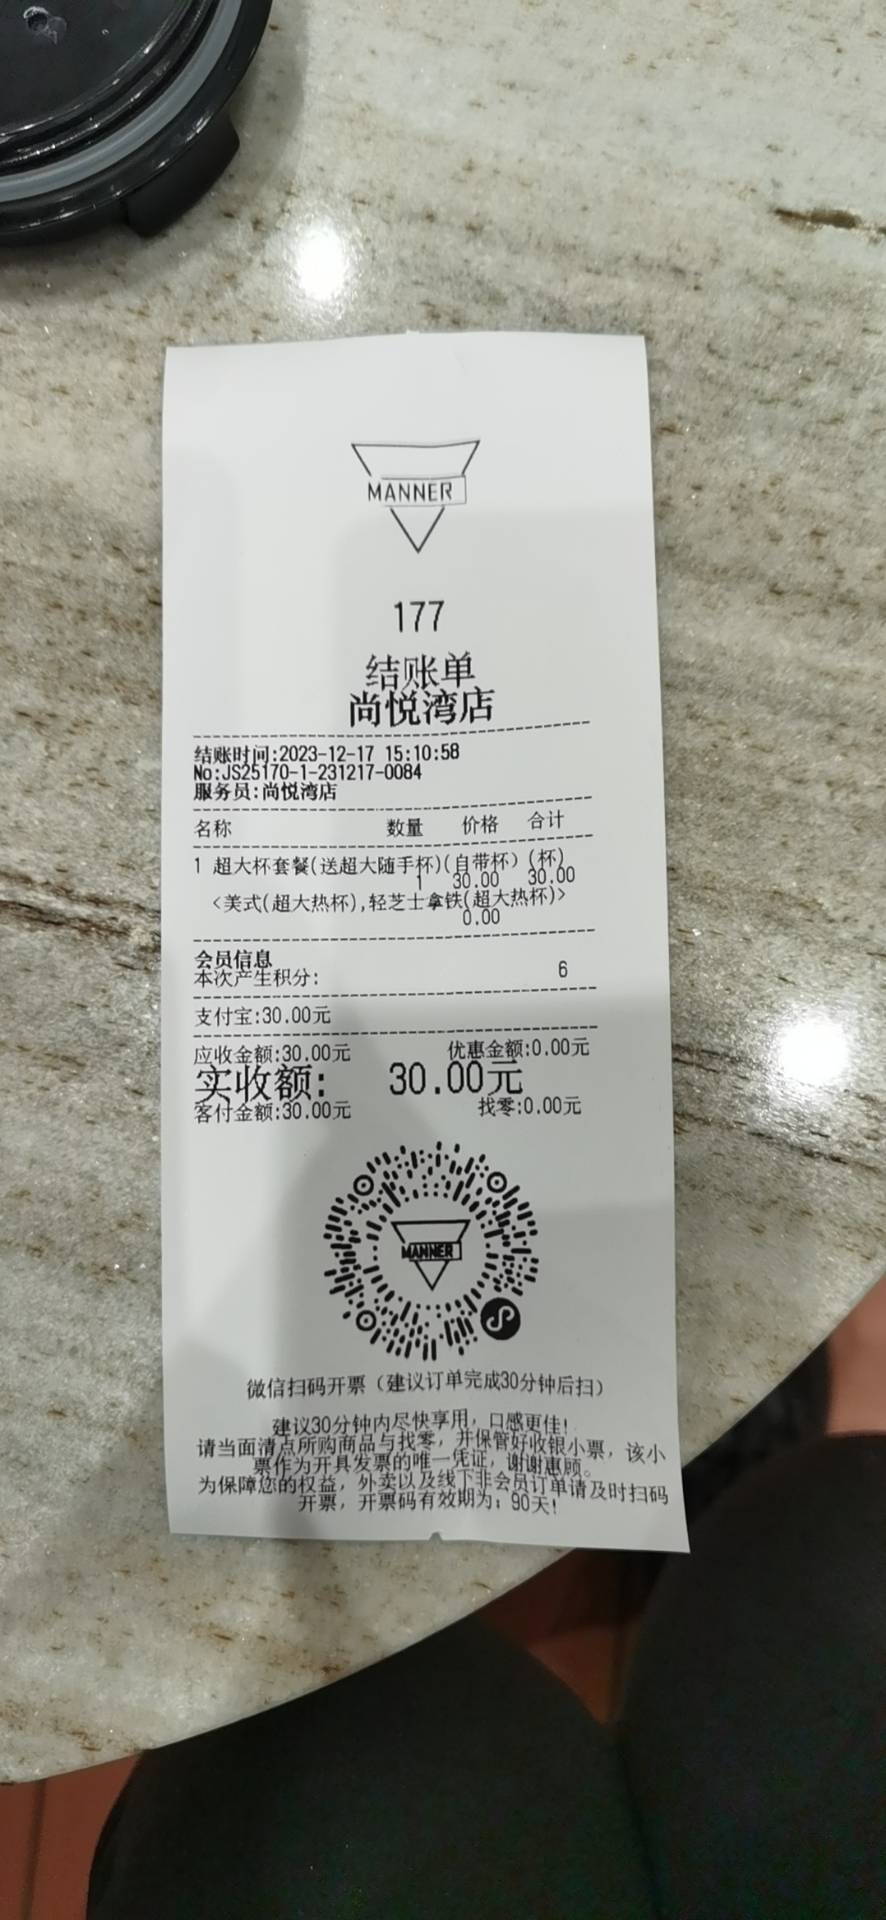 MANNER
177
结账单
尚悦湾店
结账时间:2023-12-17 15:10:58
No:JS25170-1-231217-0084
服务员:尚悦湾店
名称 数量 价格 合计
1 超大杯套餐(送超大随手杯)(自带杯) (杯)
1 30.00 30.00
<美式(超大热杯),轻芝士拿铁(超大热杯)>
0.00
会员信息
本次产生积分: 6
支付宝:30.00元
应收金额:30.00元 优惠金额:0.00元
实收额: 30.00元
客付金额:30.00元 找零:0.00元
MANNER
微信扫码开票（建议订单完成30分钟后扫）
建议30分钟内尽快享用，口感更佳！
请当面清点所购商品与找零，并保管好收银小票，该小
票作为开具发票的唯一凭证，谢谢惠顾。
为保障您的权益，外卖以及线下非会员订单请及时扫码
开票，开票码有效期为：90天！